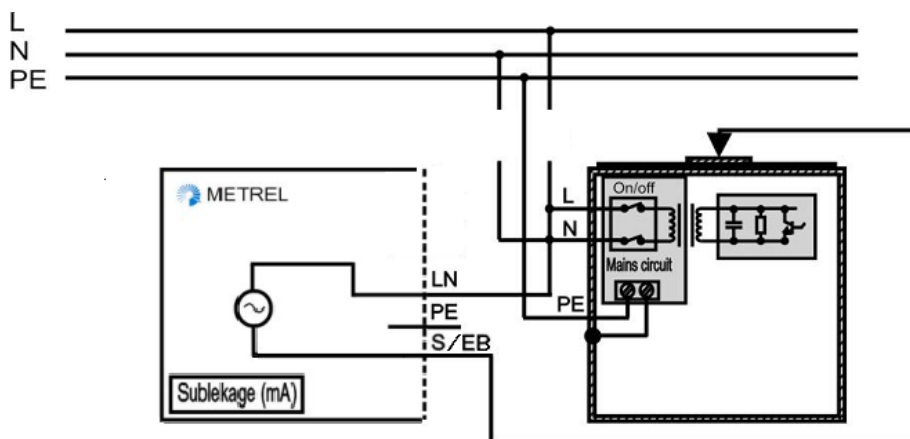 L
N
PE
METREL
On/off
L
N
Mains circuit
LN
PE
PE
S/EB
Sublekage (mA)